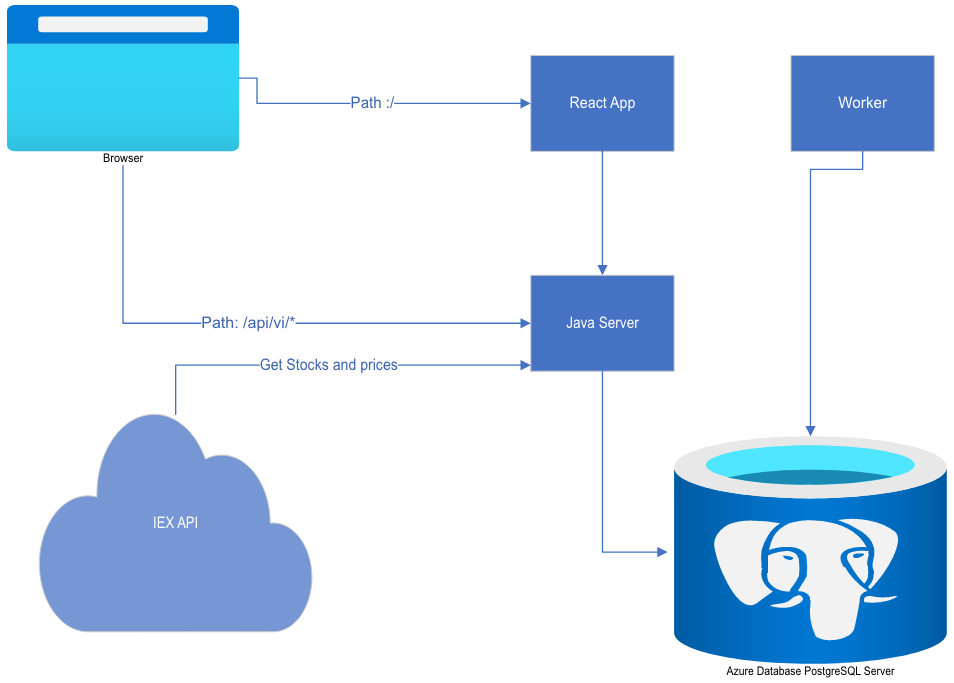 Path :/
React App
Worker
Browser
Path: /api/vi/*
Java Server
Get Stocks and prices
IEX API
Azure Database PostgreSQL Server